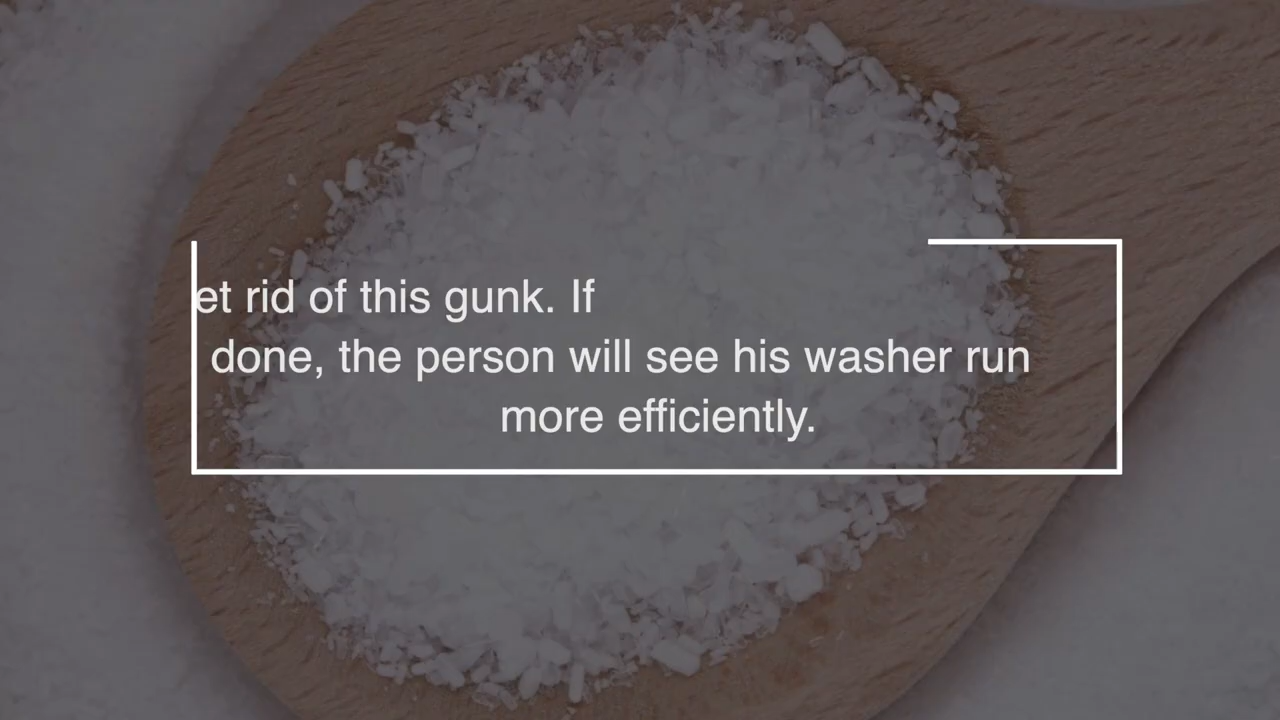 et rid of this gunk. If
done, the person will see his washer run
more efficiently.